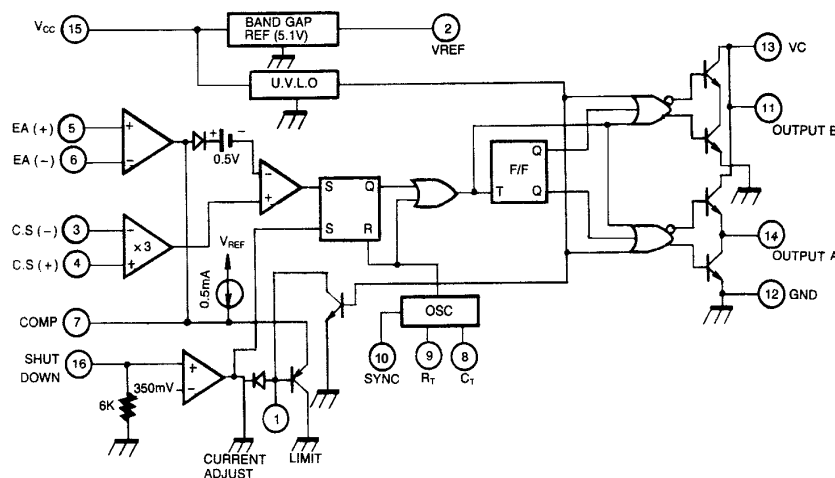 VCC 15
BAND GAP
REF (5.1V)
2
VREF
13 VC
U.V.L.O
11
OUTPUT B
EA (+) 5
EA (-) 6
+
-
+ -
0.5V
-
+
S Q
S
R
F/F
Q
T Q
C.S (-) 3
C.S (+) 4
-
× 3
+
VREF
0.5mA
14
OUTPUT A
COMP 7
12 GND
OSC
10
SYNC
9
RT
8
CT
SHUT
DOWN
16
+
350mV -
6K
1
CURRENT
ADJUST
LIMIT